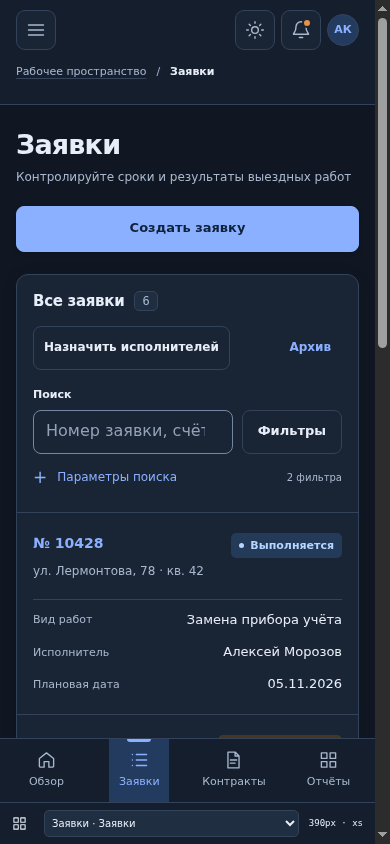 АК
Рабочее пространство / Заявки
Заявки
Контролируйте сроки и результаты выездных работ
Создать заявку
Все заявки 6
Назначить исполнителей Архив
Поиск
Номер заявки, счёт Фильтры
+ Параметры поиска 2 фильтра
№ 10428 • Выполняется
ул. Лермонтова, 78 · кв. 42
Вид работ Замена прибора учёта
Исполнитель Алексей Морозов
Плановая дата 05.11.2026
Обзор Заявки Контракты Отчёты
Заявки · Заявки 390px · xs